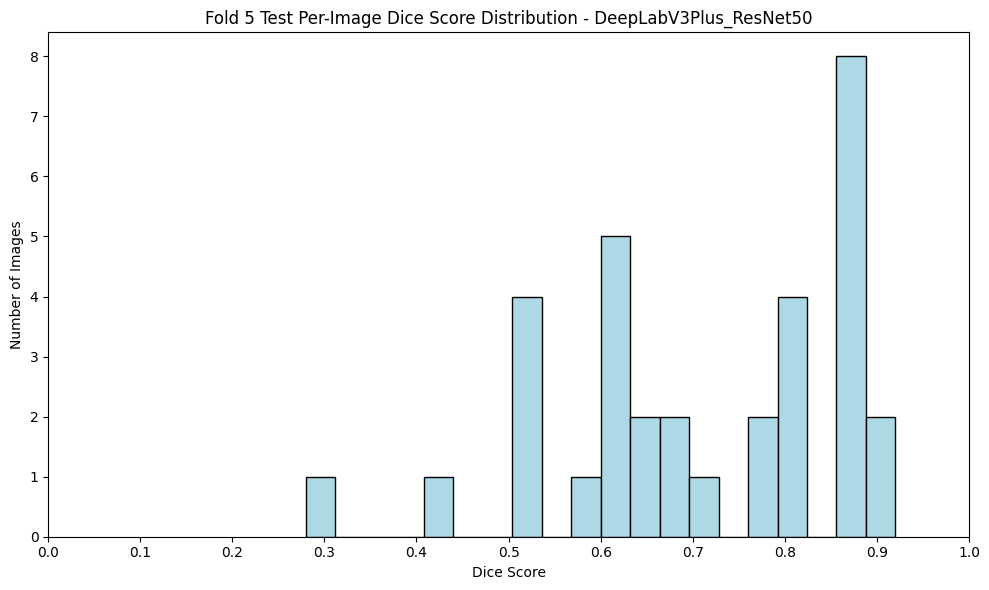 Fold 5 Test Per-Image Dice Score Distribution - DeepLabV3Plus_ResNet50
Number of Images
8
7
6
5
4
3
2
1
0
0.0 0.1 0.2 0.3 0.4 0.5 0.6 0.7 0.8 0.9 1.0
Dice Score